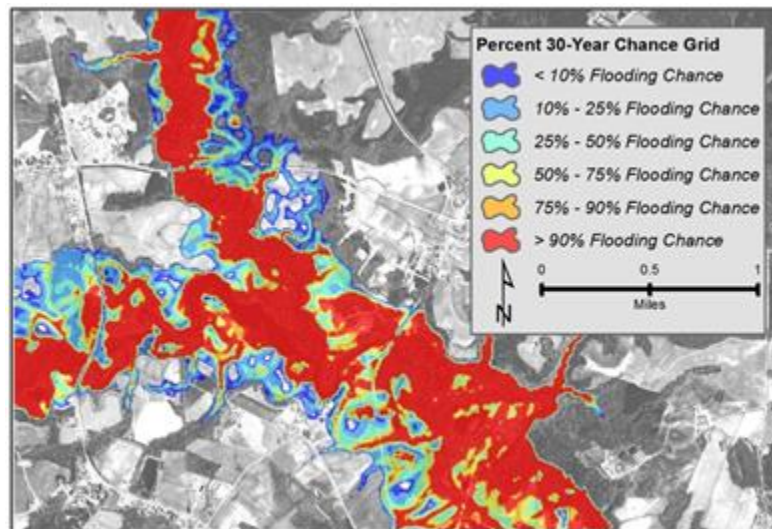 Percent 30-Year Chance Grid
< 10% Flooding Chance
10% - 25% Flooding Chance
25% - 50% Flooding Chance
50% - 75% Flooding Chance
75% - 90% Flooding Chance
> 90% Flooding Chance
N
0 0.5 1
Miles